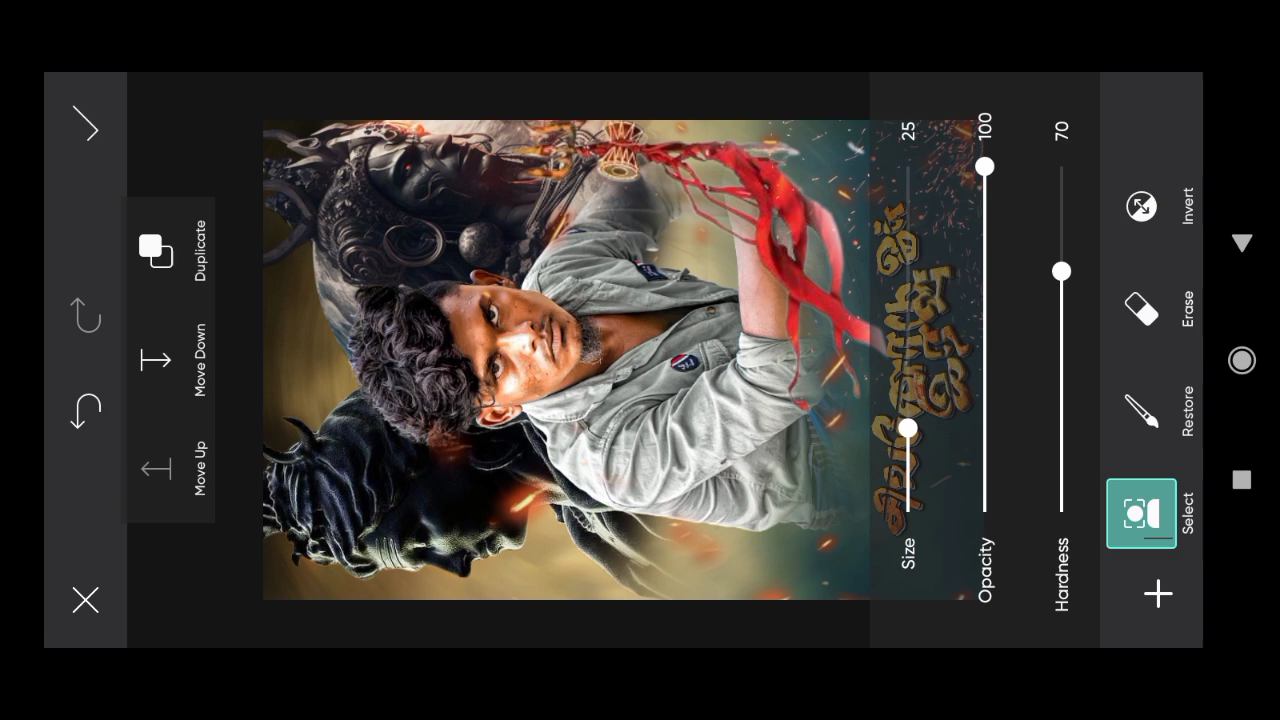 Duplicate
Move Down
Move Up
Size
25
Opacity
100
Hardness
70
Invert
Erase
Restore
Select